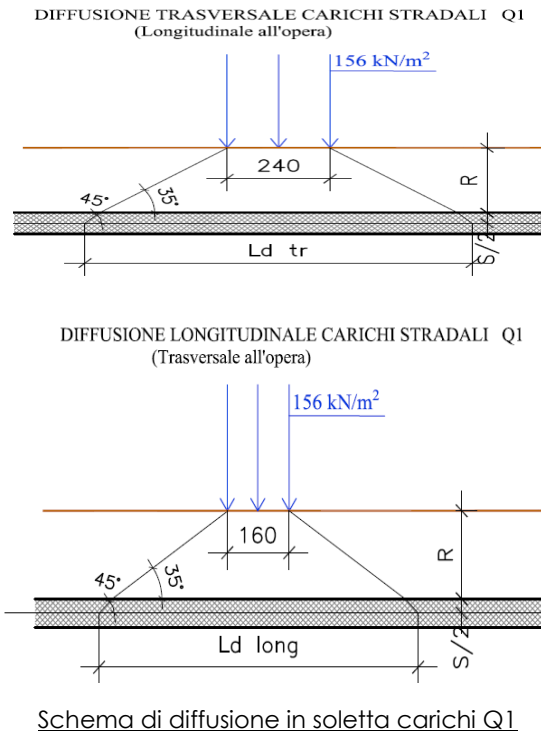 DIFFUSIONE TRASVERSALE CARICHI STRADALI Q1
(Longitudinale all'opera)
156 kN/m²
240
R
45°
35°
S/2
Ld tr
DIFFUSIONE LONGITUDINALE CARICHI STRADALI Q1
(Trasversale all'opera)
156 kN/m²
160
R
45°
35°
S/2
Ld long
Schema di diffusione in soletta carichi Q1